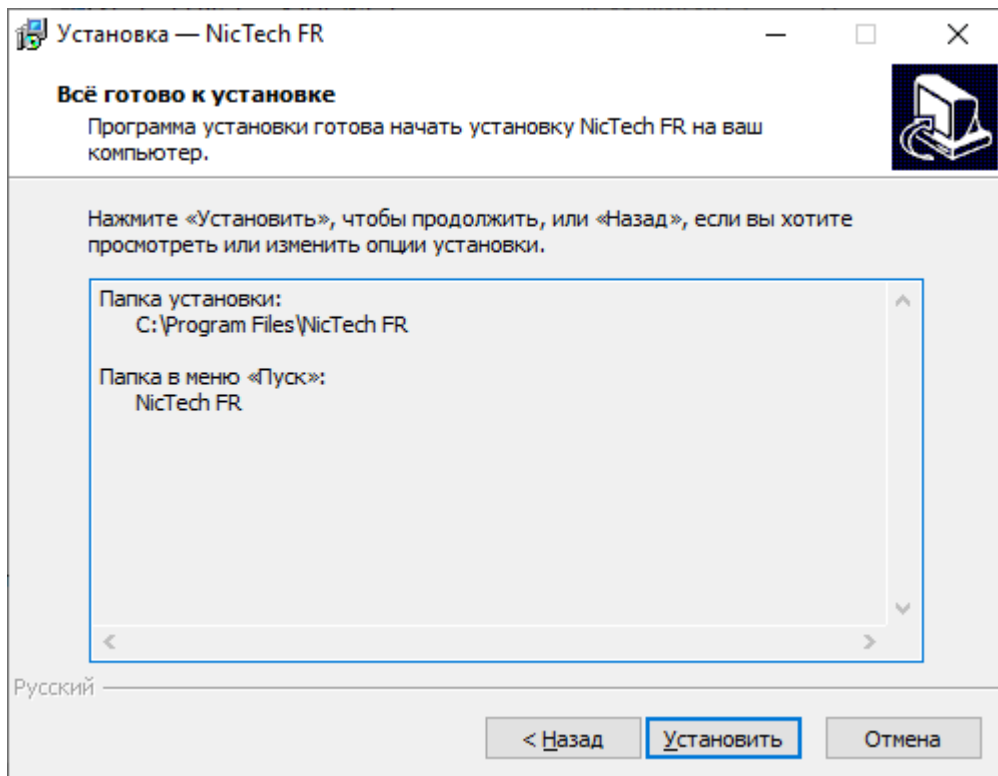 Установка — NicTech FR
Всё готово к установке
Программа установки готова начать установку NicTech FR на ваш
компьютер.
Нажмите «Установить», чтобы продолжить, или «Назад», если вы хотите
просмотреть или изменить опции установки.
Папка установки:
C:\Program Files\NicTech FR
Папка в меню «Пуск»:
NicTech FR
Русский
< Назад
Установить
Отмена